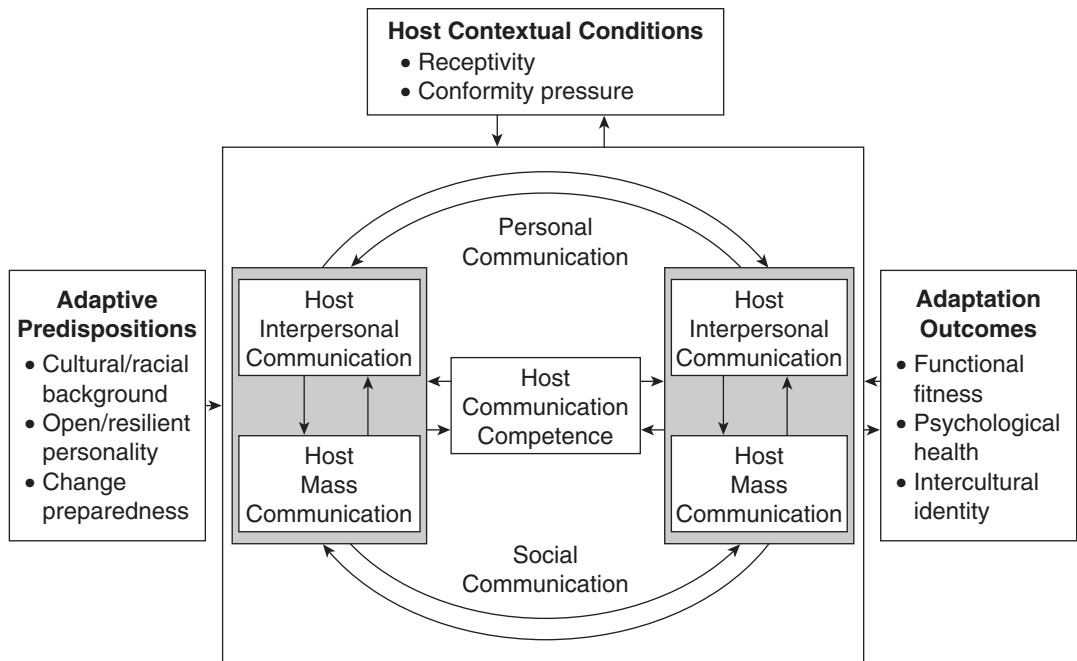 Host Contextual Conditions
• Receptivity
• Conformity pressure
Personal
Communication
Adaptive
Predispositions
• Cultural/racial
background
• Open/resilient
personality
• Change
preparedness
Host
Interpersonal
Communication
Host
Mass
Communication
Host
Communication
Competence
Host
Interpersonal
Communication
Host
Mass
Communication
Adaptation
Outcomes
• Functional
fitness
• Psychological
health
• Intercultural
identity
Social
Communication